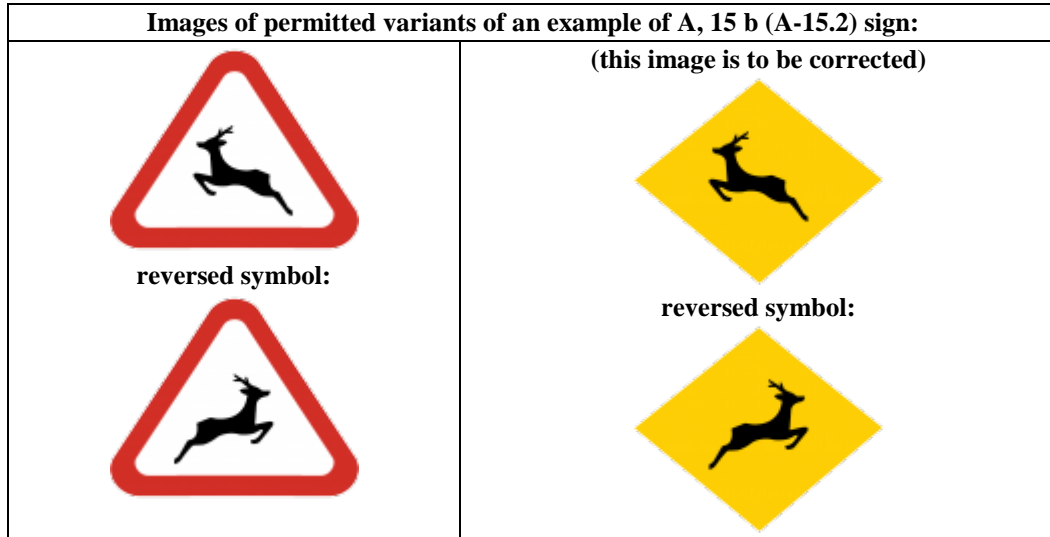 Images of permitted variants of an example of A, 15 b (A-15.2) sign:
(this image is to be corrected)
reversed symbol:
reversed symbol: